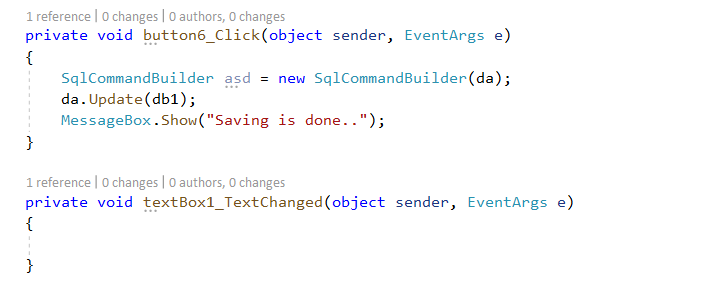 1 reference | 0 changes | 0 authors, 0 changes
private void button6_Click(object sender, EventArgs e)
{
SqlCommandBuilder asd = new SqlCommandBuilder(da);
da.Update(db1);
MessageBox.Show("Saving is done..");
}
1 reference | 0 changes | 0 authors, 0 changes
private void textBox1_TextChanged(object sender, EventArgs e)
{
}